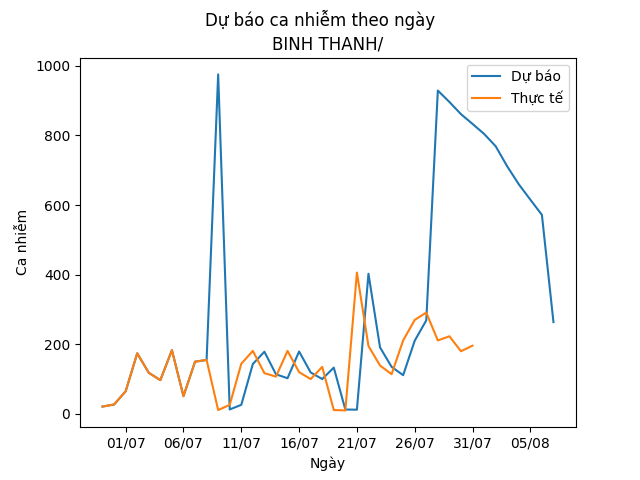 Dự báo ca nhiễm theo ngày
BINH THANH/
1000
800
600
400
200
0
Ca nhiễm
Dự báo
Thực tế
01/07 06/07 11/07 16/07 21/07 26/07 31/07 05/08
Ngày